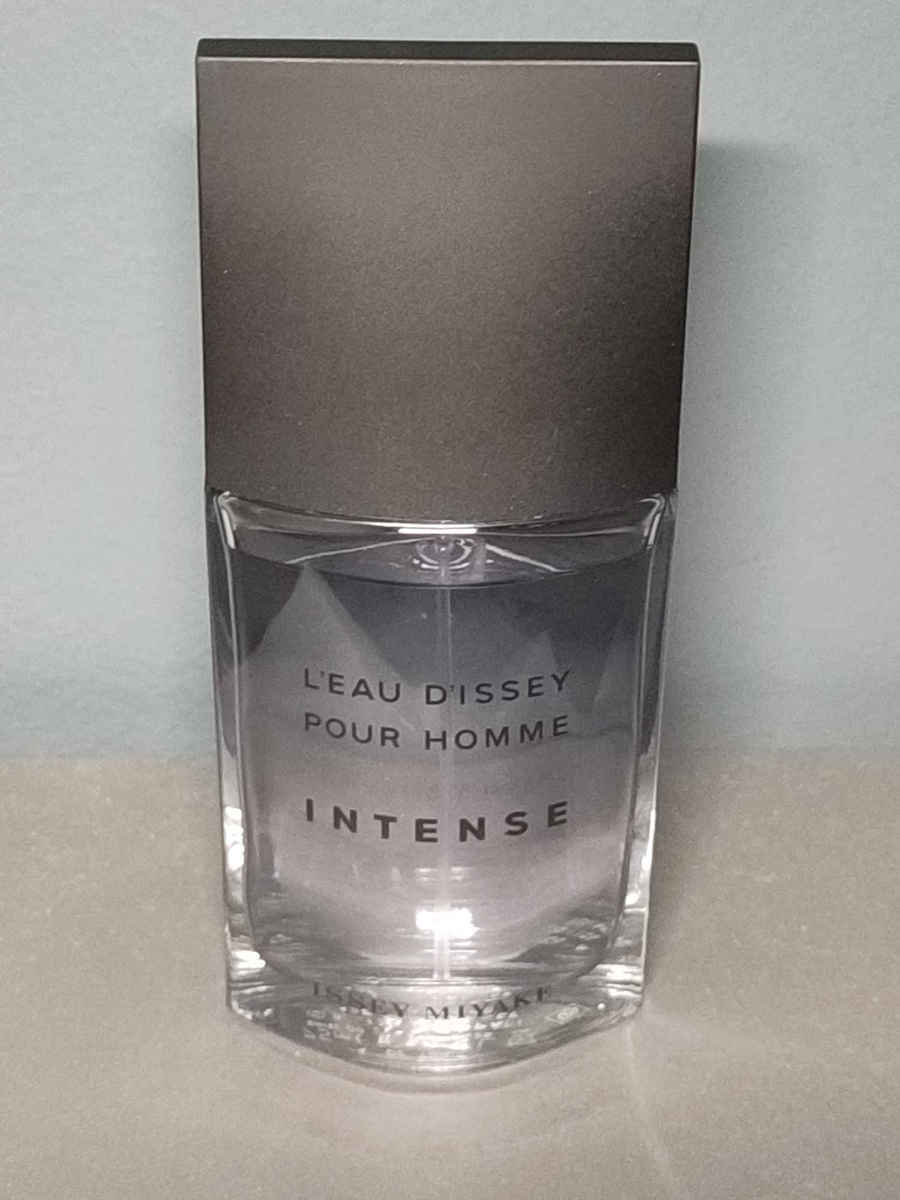 L'EAU D'ISSEY
POUR HOMME
INTENSE
ISSEY MIYAKE